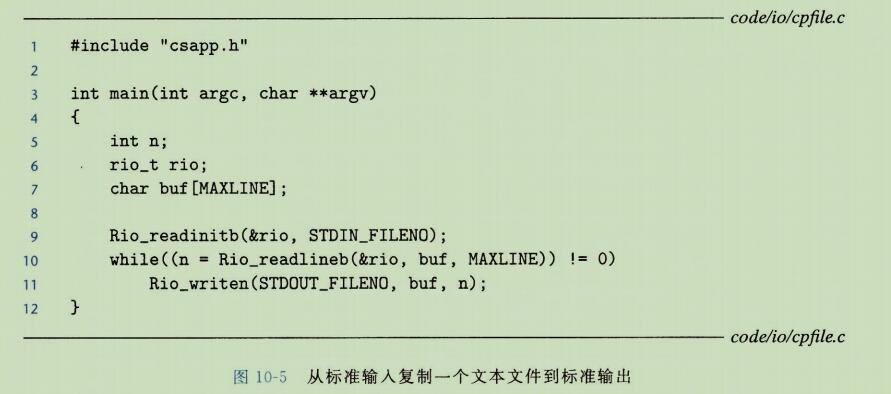 code/io/cpfile.c
1 #include "csapp.h"
2
3 int main(int argc, char **argv)
4 {
5     int n;
6     rio_t rio;
7     char buf[MAXLINE];
8
9     Rio_readinitb(&rio, STDIN_FILENO);
10     while((n = Rio_readlineb(&rio, buf, MAXLINE)) != 0)
11         Rio_writen(STDOUT_FILENO, buf, n);
12 }
code/io/cpfile.c
图 10-5 从标准输入复制一个文本文件到标准输出